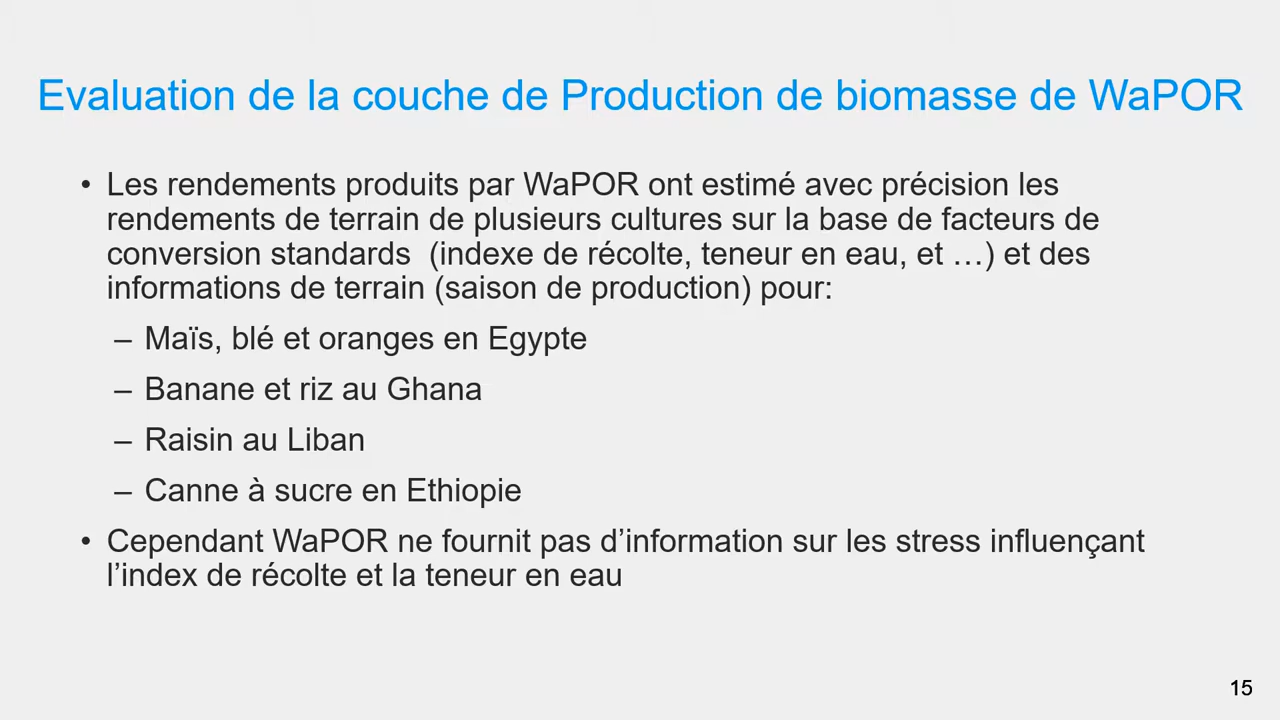 Evaluation de la couche de Production de biomasse de WaPOR
• Les rendements produits par WaPOR ont estimé avec précision les
rendements de terrain de plusieurs cultures sur la base de facteurs de
conversion standards  (indexe de récolte, teneur en eau, et …) et des
informations de terrain (saison de production) pour:
– Maïs, blé et oranges en Egypte
– Banane et riz au Ghana
– Raisin au Liban
– Canne à sucre en Ethiopie
• Cependant WaPOR ne fournit pas d’information sur les stress influençant
l’index de récolte et la teneur en eau
15